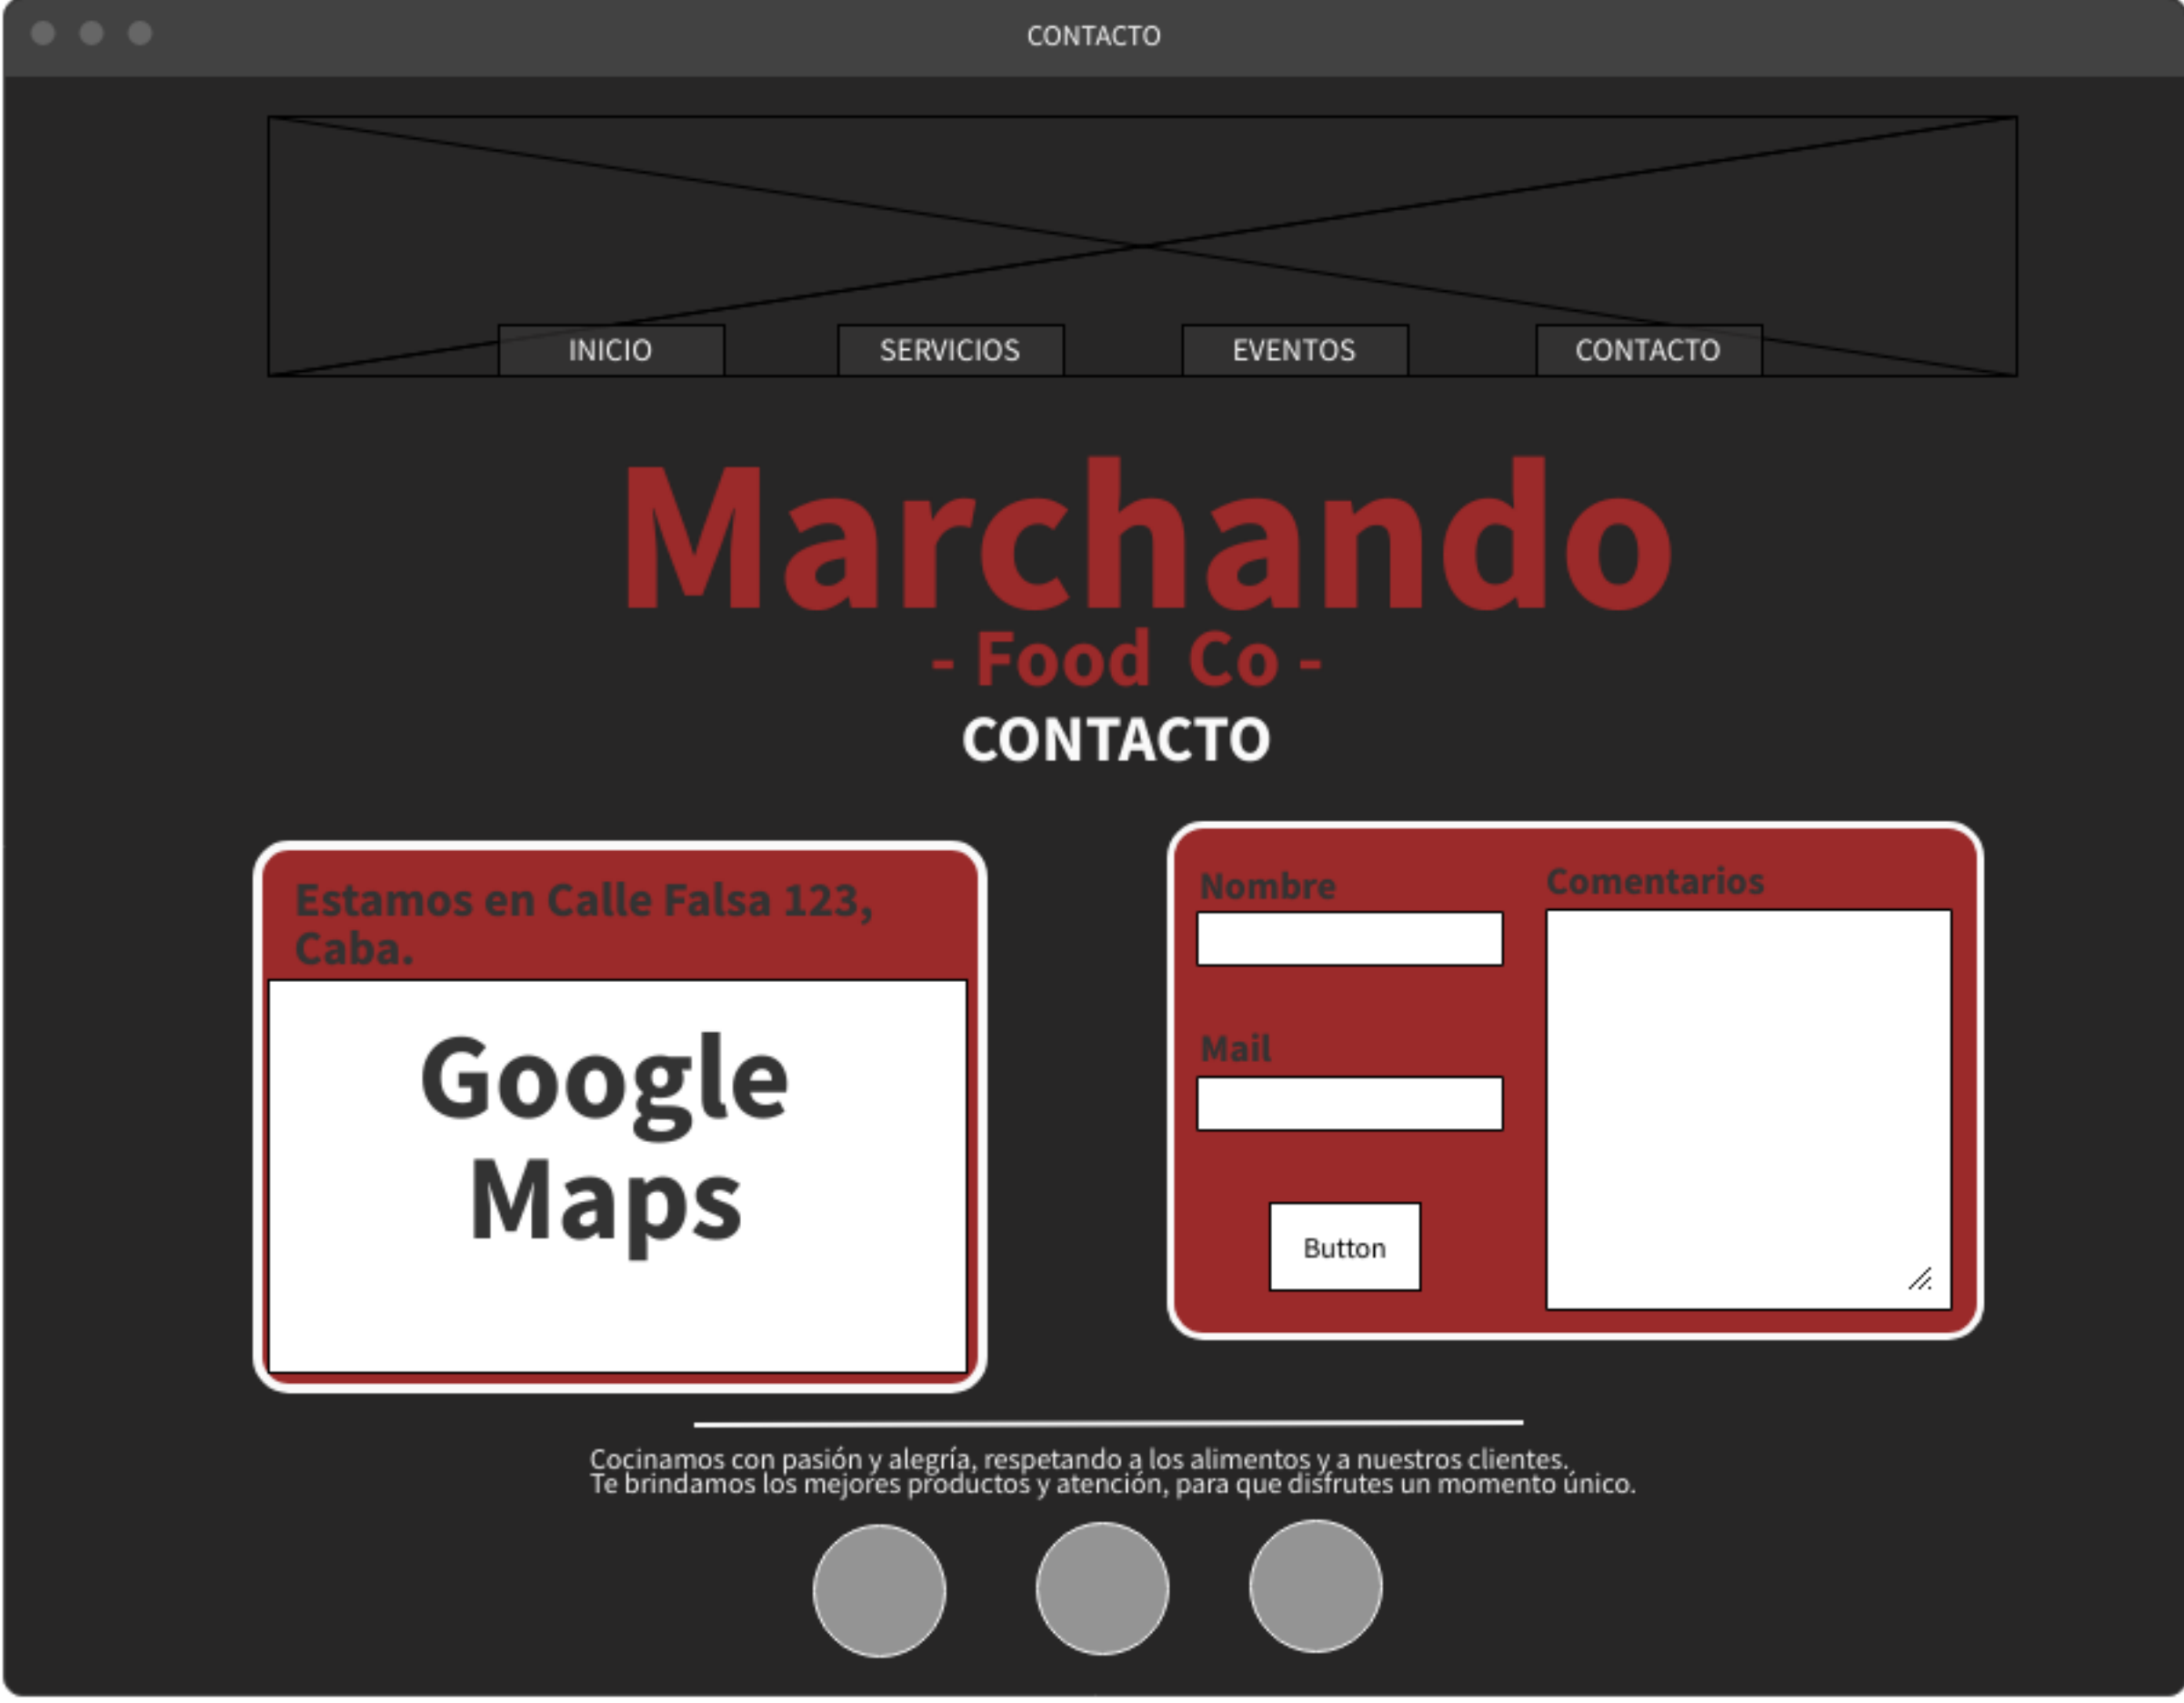 CONTACTO
INICIO SERVICIOS EVENTOS CONTACTO
Marchando
- Food Co -
CONTACTO
Estamos en Calle Falsa 123,
Caba.
Google
Maps
Nombre
Mail
Button
Comentarios
Cocinamos con pasión y alegría, respetando a los alimentos y a nuestros clientes.
Te brindamos los mejores productos y atención, para que disfrutes un momento único.